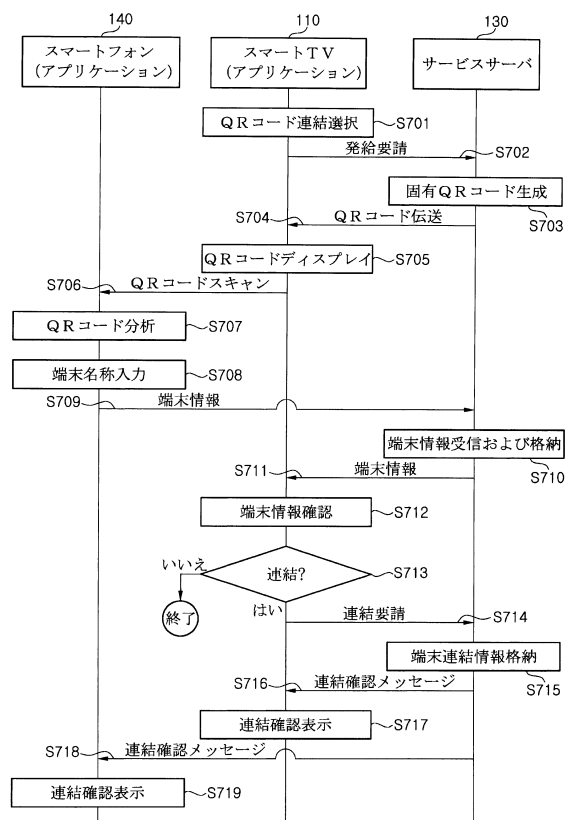 140
110
130
スマートフォン
(アプリケーション)
スマートTV
(アプリケーション)
サービスサーバ
QRコード連結選択
S701
発給要請
S702
固有QRコード生成
S703
S704
QRコード伝送
QRコードディスプレイ
S705
S706
QRコードスキャン
QRコード分析
S707
端末名称入力
S708
S709
端末情報
端末情報受信および格納
S710
S711
端末情報
端末情報確認
S712
連結?
S713
いいえ
終了
はい
連結要請
S714
端末連結情報格納
S715
S716
連結確認メッセージ
連結確認表示
S717
S718
連結確認メッセージ
連結確認表示
S719